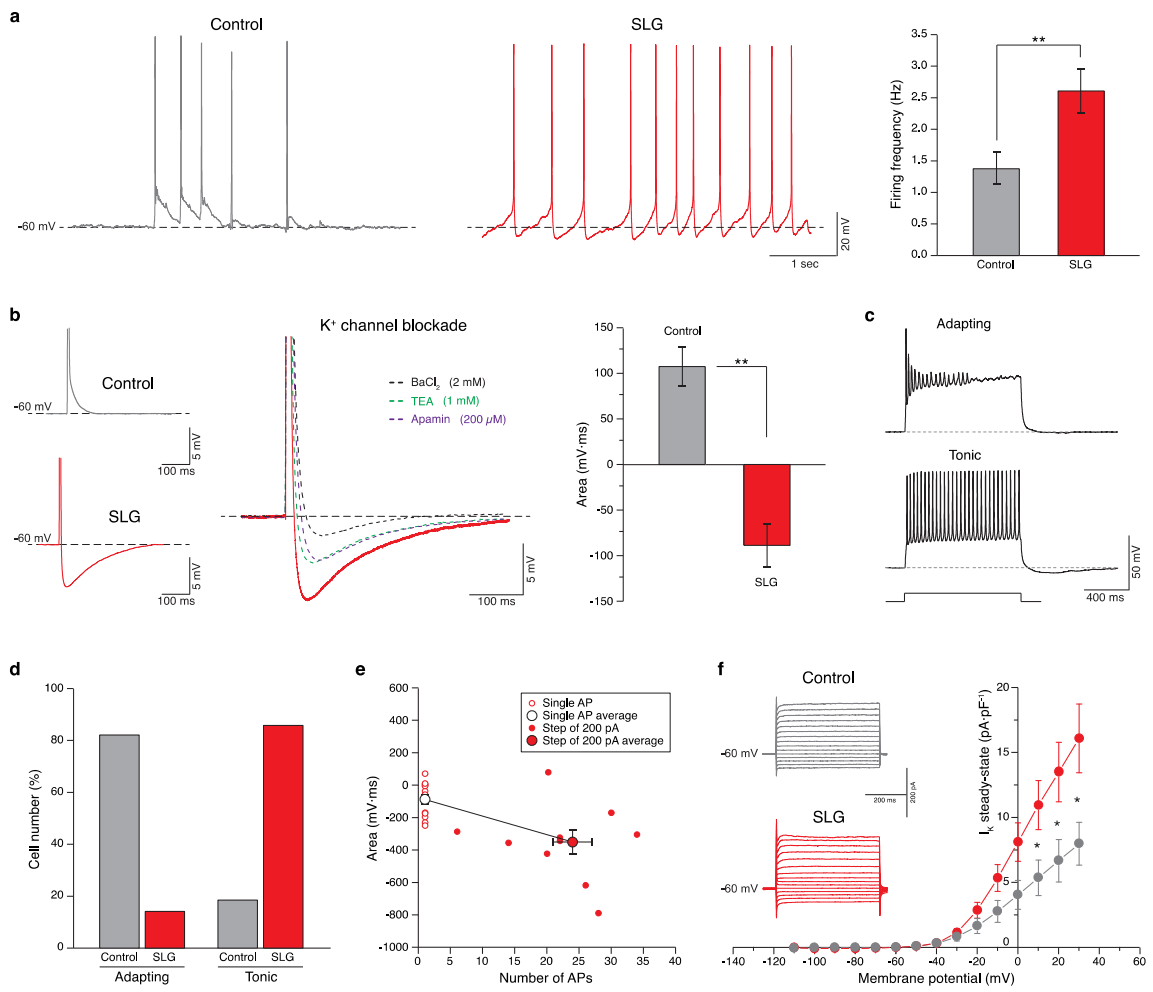 a
Control
SLG
-60 mV
20 mV
1 sec
Firing frequency (Hz)
3.5
3.0
2.5
2.0
1.5
1.0
0.5
0.0
**
Control
SLG
b
Control
-60 mV
5 mV
100 ms
SLG
-60 mV
5 mV
100 ms
K+ channel blockade
BaCl2 (2 mM)
TEA (1 mM)
Apamin (200 µM)
5 mV
100 ms
Area (mV·ms)
150
100
50
0
-50
-100
-150
Control
**
SLG
c
Adapting
Tonic
50 mV
400 ms
d
Cell number (%)
100
80
60
40
20
0
Control SLG Control SLG
Adapting Tonic
e
Area (mV·ms)
600
400
200
0
-200
-400
-600
-800
-1000
Single AP
Single AP average
Step of 200 pA
Step of 200 pA average
0 5 10 15 20 25 30 35 40
Number of APs
f
Control
-60 mV
200 ms
200 pA
SLG
-60 mV
IK steady-state (pA·pF-1)
20
15
10
5
0
*
*
*
-140 -120 -100 -80 -60 -40 -20 0 20 40 60
Membrane potential (mV)